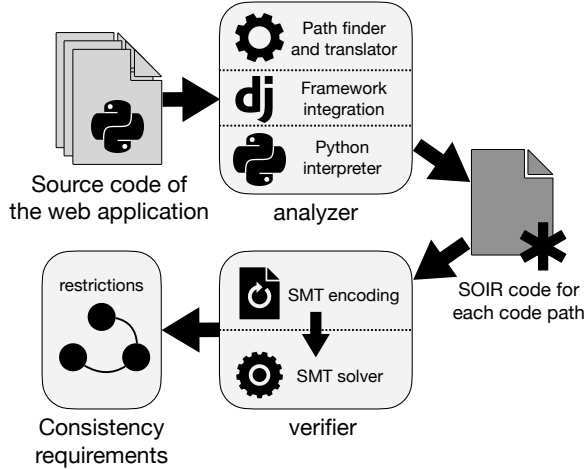 Path finder
and translator
dj
Framework
integration
Python
interpreter
Source code of
the web application
analyzer
SOIR code for
each code path
restrictions
SMT encoding
SMT solver
Consistency
requirements
verifier